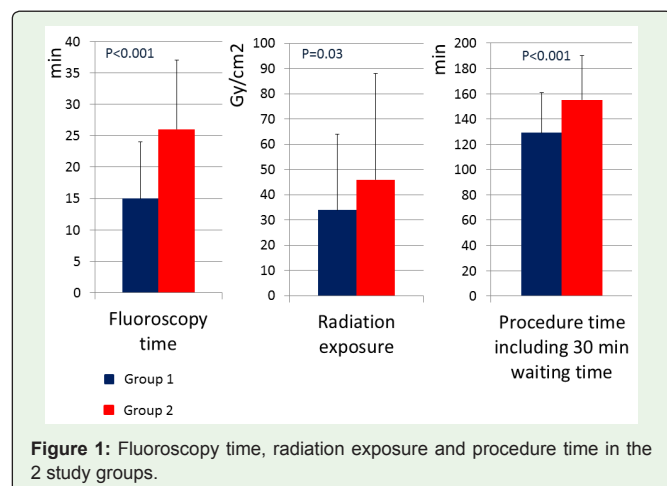 min
P<0.001
40
35
30
25
20
15
10
5
0
Fluoroscopy
time
Gy/cm2
P=0.03
100
90
80
70
60
50
40
30
20
10
0
Radiation
exposure
min
P<0.001
200
180
160
140
120
100
80
60
40
20
0
Procedure time
including 30 min
waiting time
Group 1
Group 2
Figure 1: Fluoroscopy time, radiation exposure and procedure time in the
2 study groups.